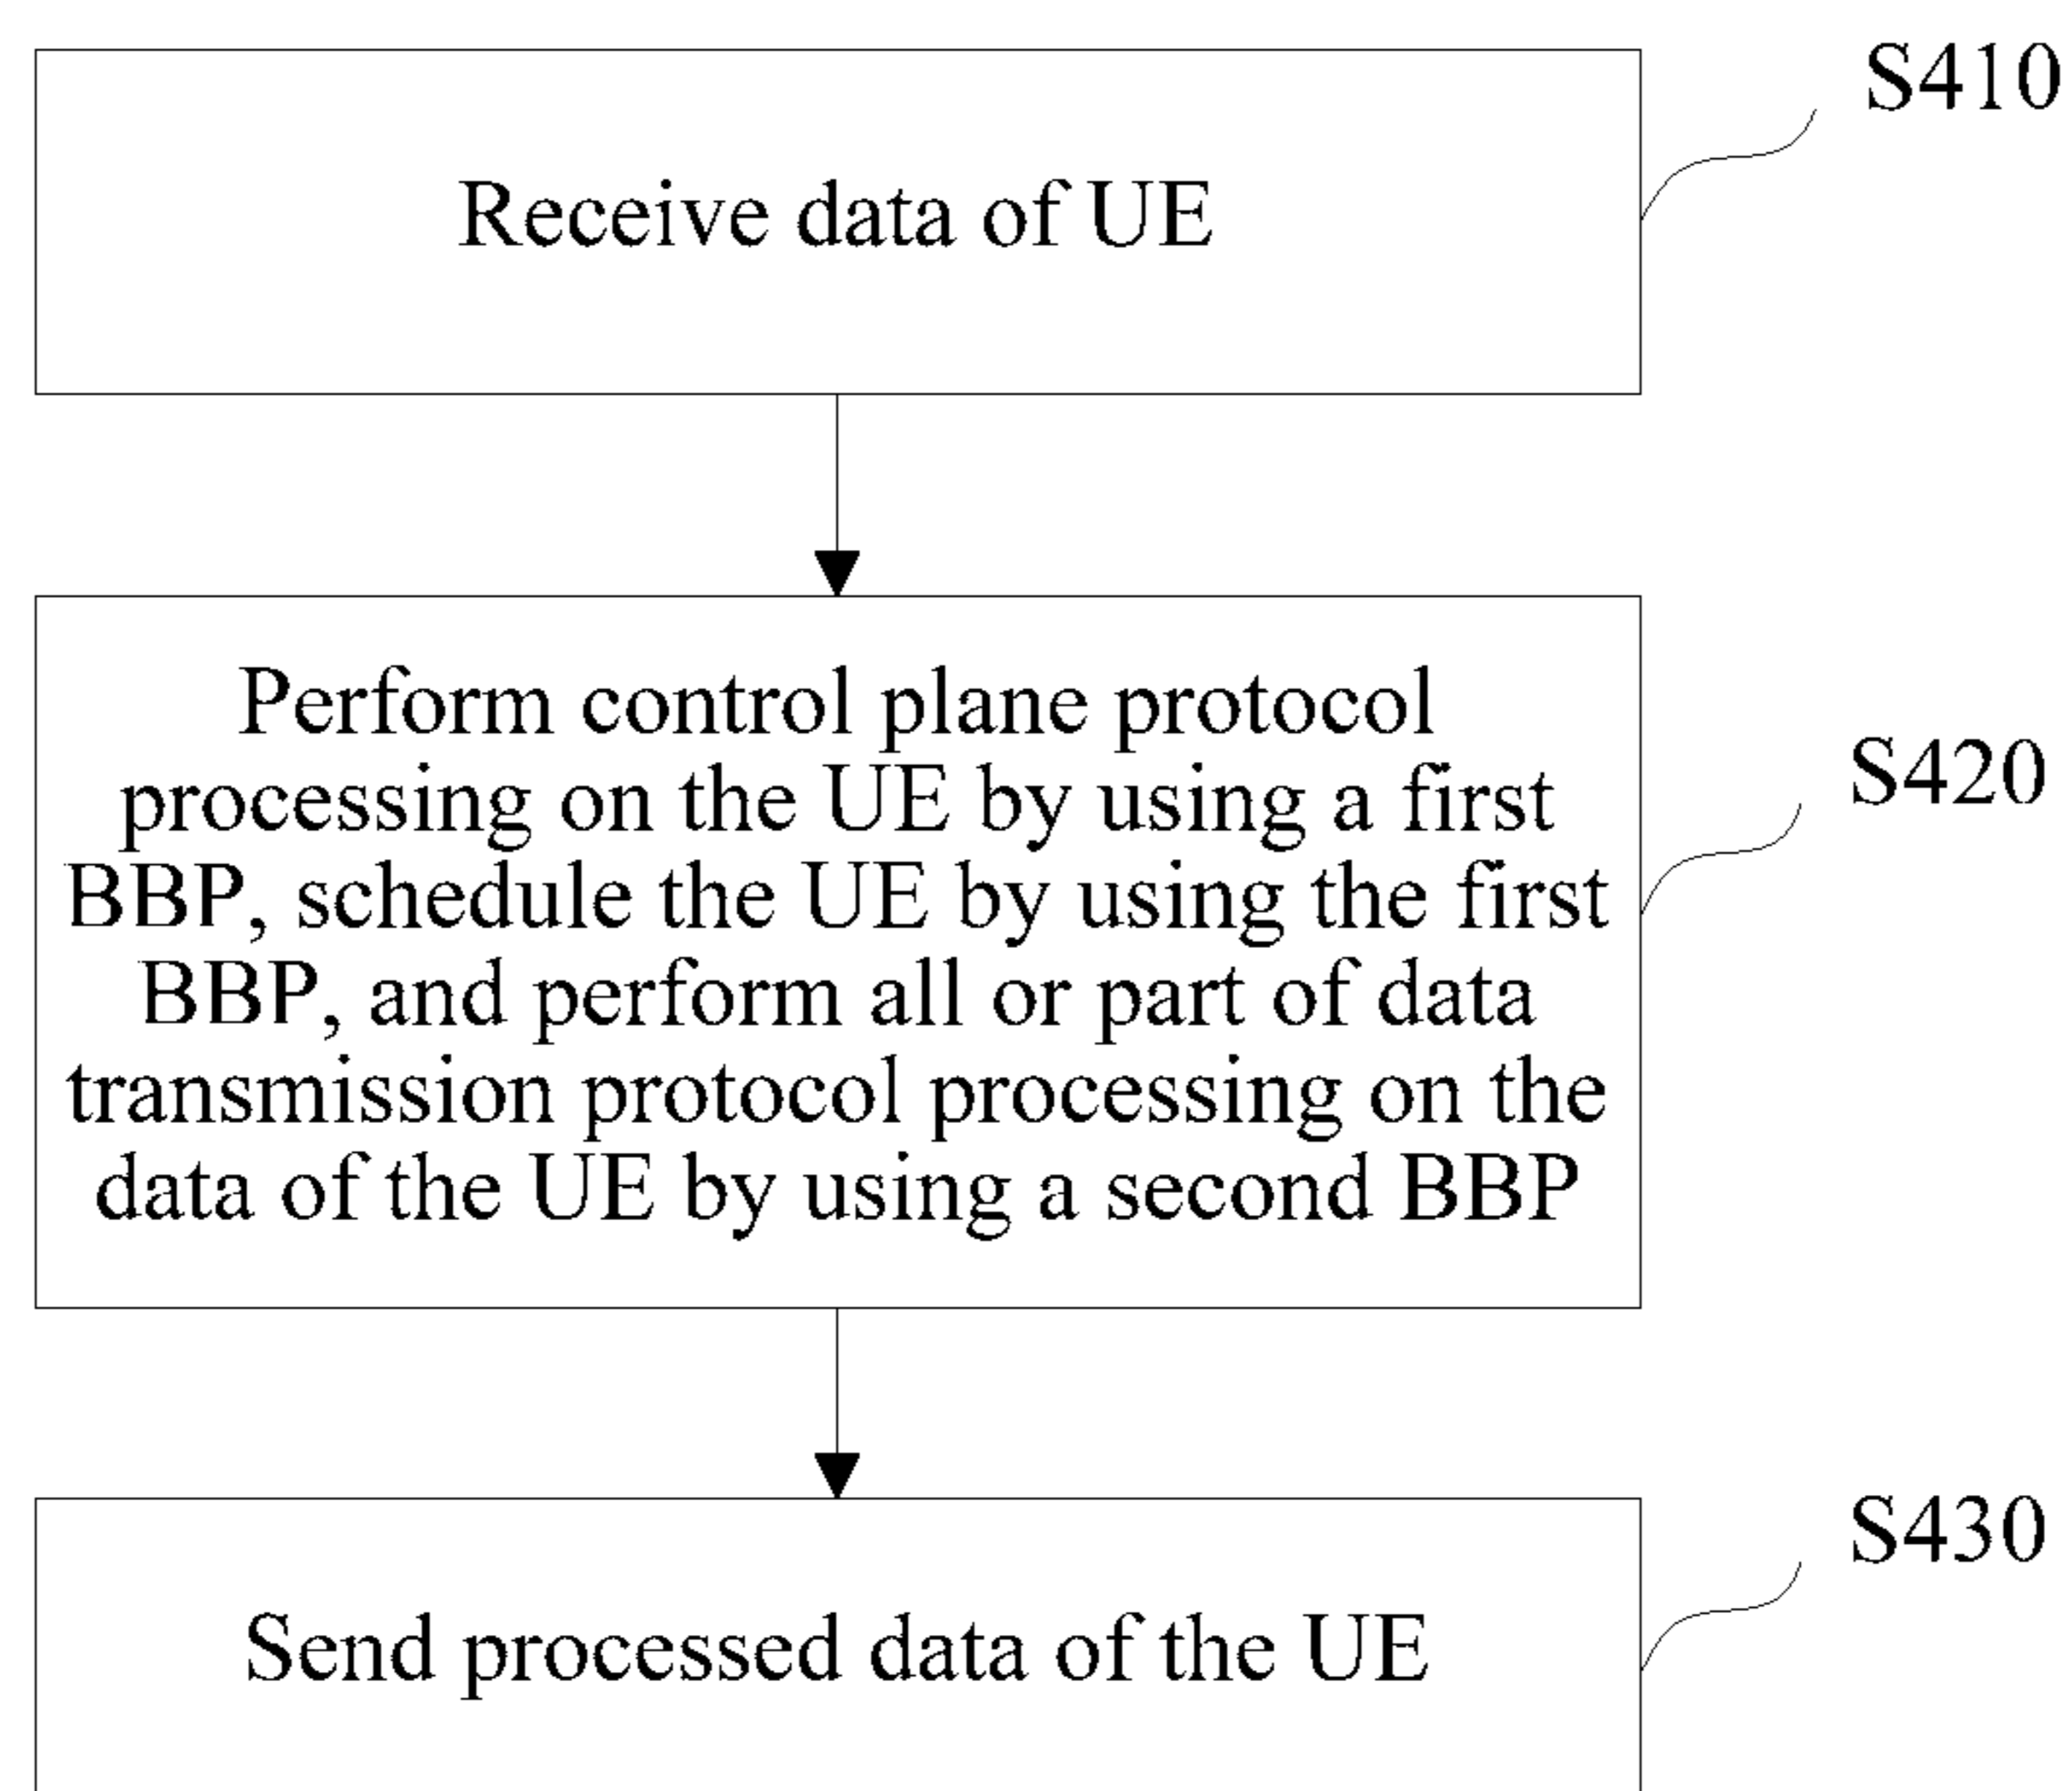 S410
Receive data of UE
Perform control plane protocol
processing on the UE by using a first
BBP, schedule the UE by using the first
BBP, and perform all or part of data
transmission protocol processing on the
data of the UE by using a second BBP
S420
Send processed data of the UE
S430